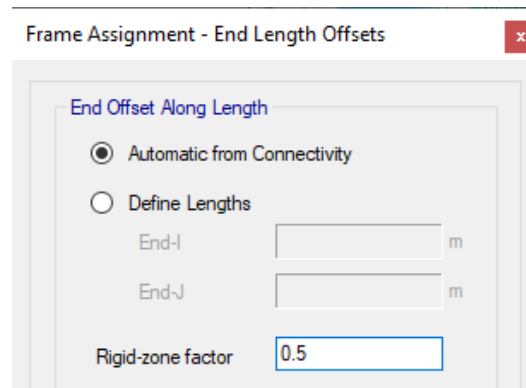 Frame Assignment - End Length Offsets
x
End Offset Along Length
Automatic from Connectivity
Define Lengths
End-I m
End-J m
Rigid-zone factor 0.5